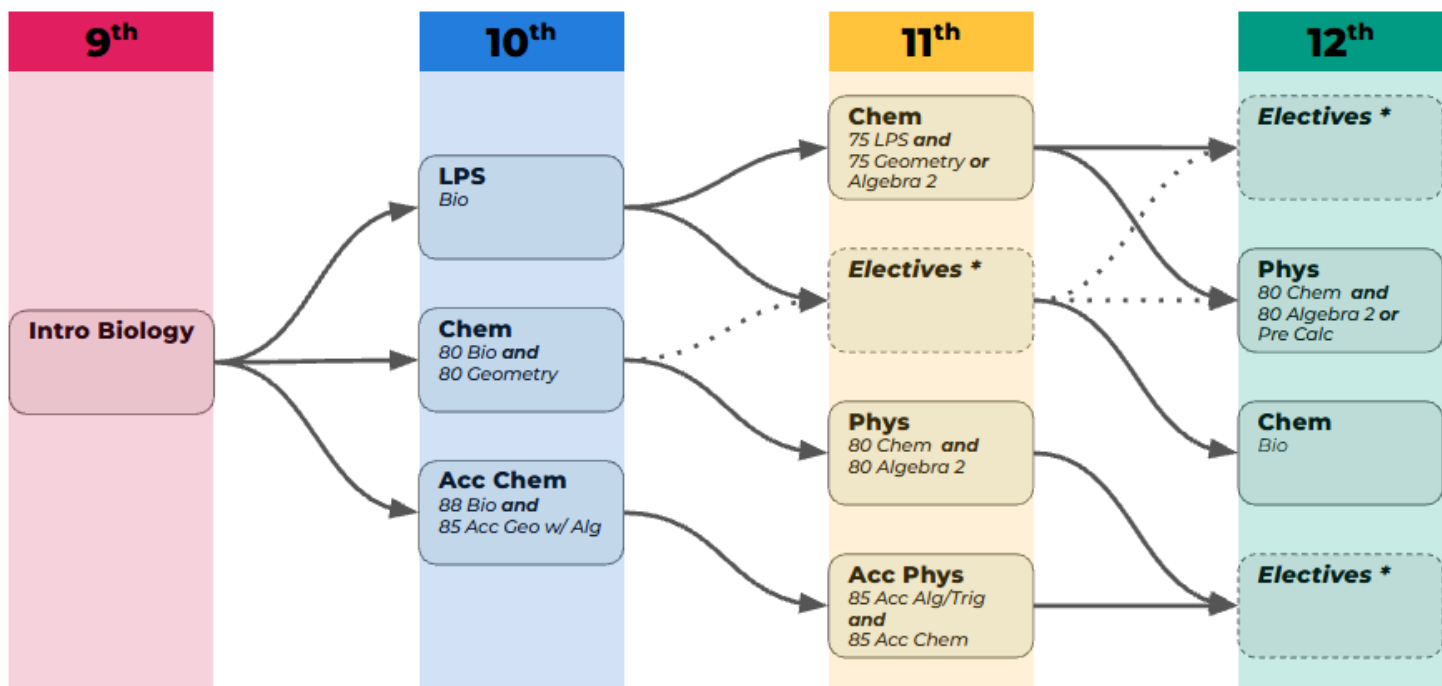 9th
10th
11th
12th
Intro Biology
LPS
Bio
Chem
80 Bio and
80 Geometry
Acc Chem
88 Bio and
85 Acc Geo w/ Alg
Chem
75 LPS and
75 Geometry or
Algebra 2
Electives *
Phys
80 Chem and
80 Algebra 2
Acc Phys
85 Acc Alg/Trig
and
85 Acc Chem
Electives *
Phys
80 Chem and
80 Algebra 2 or
Pre Calc
Chem
Bio
Electives *